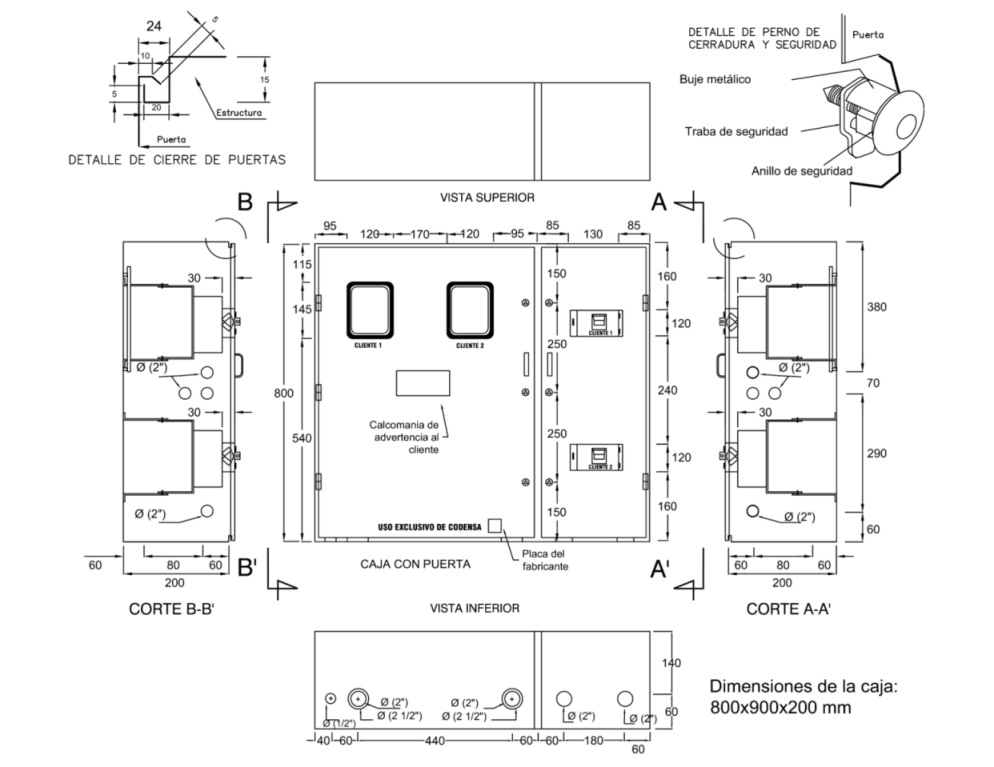 24
5
10
15
5
20
Estructura
Puerta
DETALLE DE CIERRE DE PUERTAS
DETALLE DE PERNO DE
CERRADURA Y SEGURIDAD
Puerta
Buje metálico
Traba de seguridad
Anillo de seguridad
VISTA SUPERIOR
B
A
95
120
170
120
95
85
130
85
115
145
540
800
150
250
250
150
160
120
240
120
160
CLIENTE 1
CLIENTE 2
CLIENTE 1
CLIENTE 2
Calcomania de
advertencia al
cliente
USO EXCLUSIVO DE CODENSA
Placa del
fabricante
CAJA CON PUERTA
B'
A'
30
Ø (2")
30
Ø (2")
60
80
60
200
CORTE B-B'
30
Ø (2")
30
Ø (2")
380
70
290
60
60
80
60
200
CORTE A-A'
VISTA INFERIOR
Ø (2")
Ø (2 1/2")
Ø (2")
Ø (2 1/2")
Ø (1/2")
Ø (2")
Ø (2")
140
60
40
60
440
60
60
180
60
Dimensiones de la caja:
800x900x200 mm